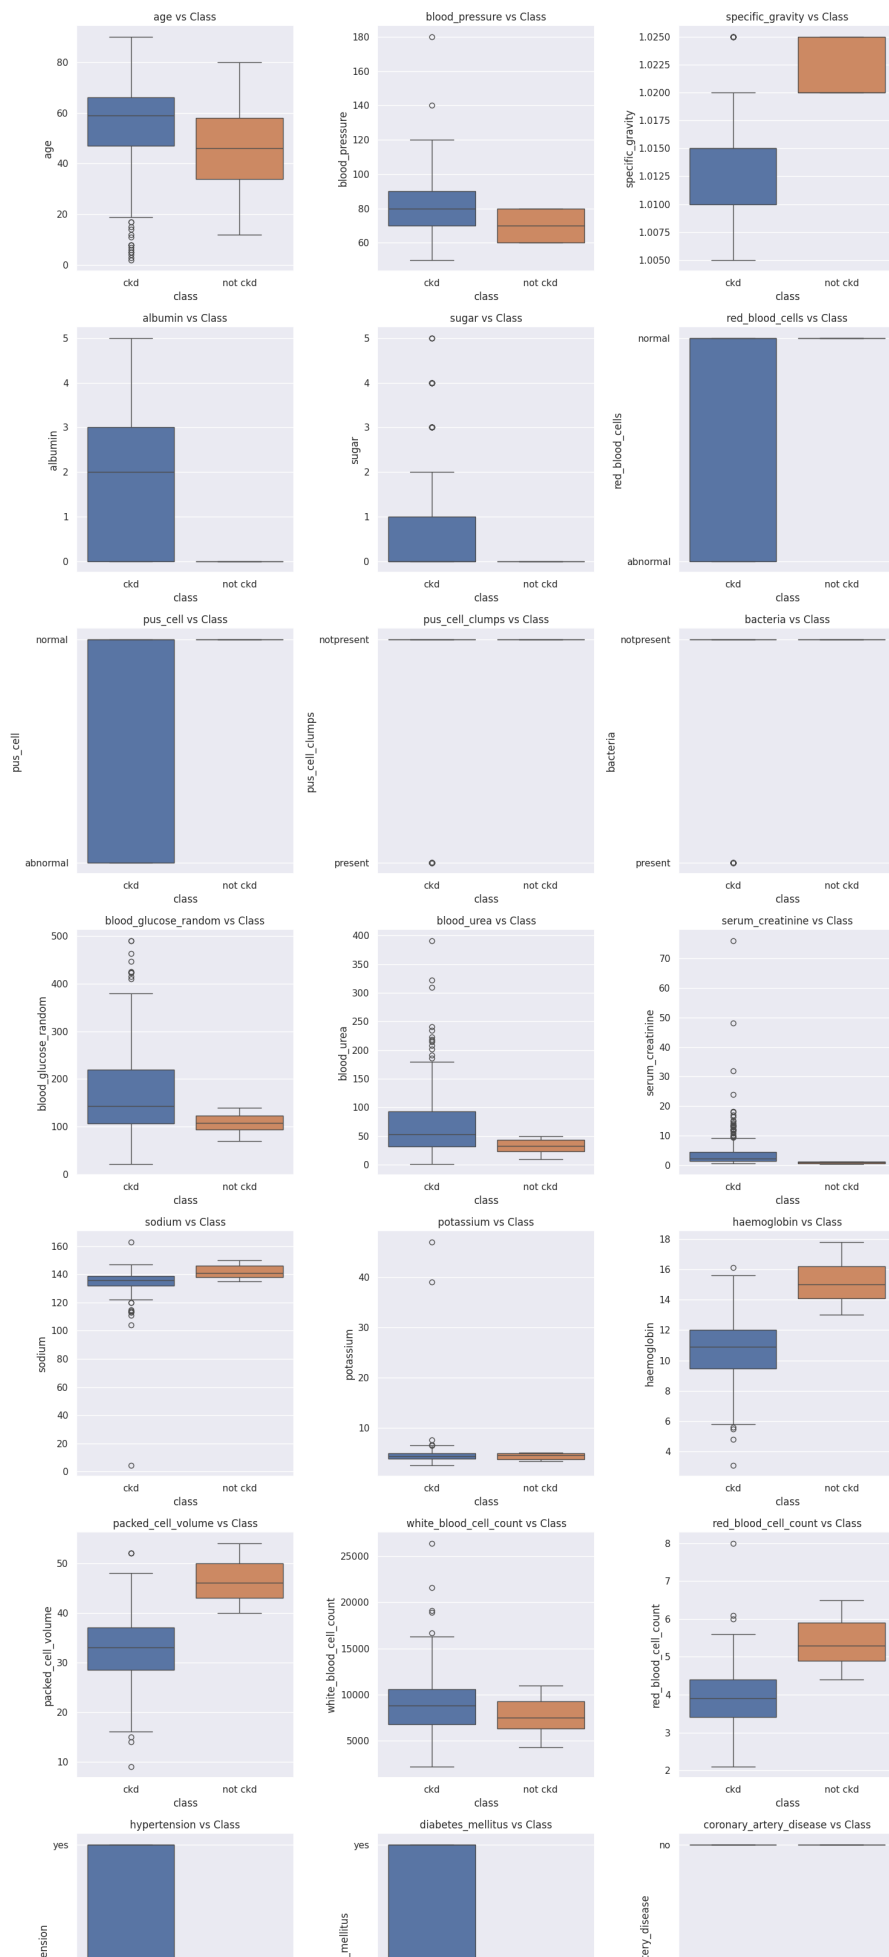 age vs Class
blood_pressure vs Class
specific_gravity vs Class
age
80
60
40
20
0
ckd
not ckd
class
blood_pressure
180
160
140
120
100
80
60
ckd
not ckd
class
specific_gravity
1.0250
1.0225
1.0200
1.0175
1.0150
1.0125
1.0100
1.0075
1.0050
ckd
not ckd
class
albumin vs Class
sugar vs Class
red_blood_cells vs Class
albumin
5
4
3
2
1
0
ckd
not ckd
class
sugar
5
4
3
2
1
0
ckd
not ckd
class
red_blood_cells
normal
abnormal
ckd
not ckd
class
pus_cell vs Class
pus_cell_clumps vs Class
bacteria vs Class
pus_cell
normal
abnormal
ckd
not ckd
class
pus_cell_clumps
notpresent
present
ckd
not ckd
class
bacteria
notpresent
present
ckd
not ckd
class
blood_glucose_random vs Class
blood_urea vs Class
serum_creatinine vs Class
blood_glucose_random
500
400
300
200
100
0
ckd
not ckd
class
blood_urea
400
350
300
250
200
150
100
50
0
ckd
not ckd
class
serum_creatinine
70
60
50
40
30
20
10
0
ckd
not ckd
class
sodium vs Class
potassium vs Class
haemoglobin vs Class
sodium
160
140
120
100
80
60
40
20
0
ckd
not ckd
class
potassium
40
30
20
10
ckd
not ckd
class
haemoglobin
18
16
14
12
10
8
6
4
ckd
not ckd
class
packed_cell_volume vs Class
white_blood_cell_count vs Class
red_blood_cell_count vs Class
packed_cell_volume
50
40
30
20
10
ckd
not ckd
class
white_blood_cell_count
25000
20000
15000
10000
5000
ckd
not ckd
class
red_blood_cell_count
8
7
6
5
4
3
2
ckd
not ckd
class
hypertension vs Class
diabetes_mellitus vs Class
coronary_artery_disease vs Class
yes
tension
yes
_mellitus
no
tery_disease